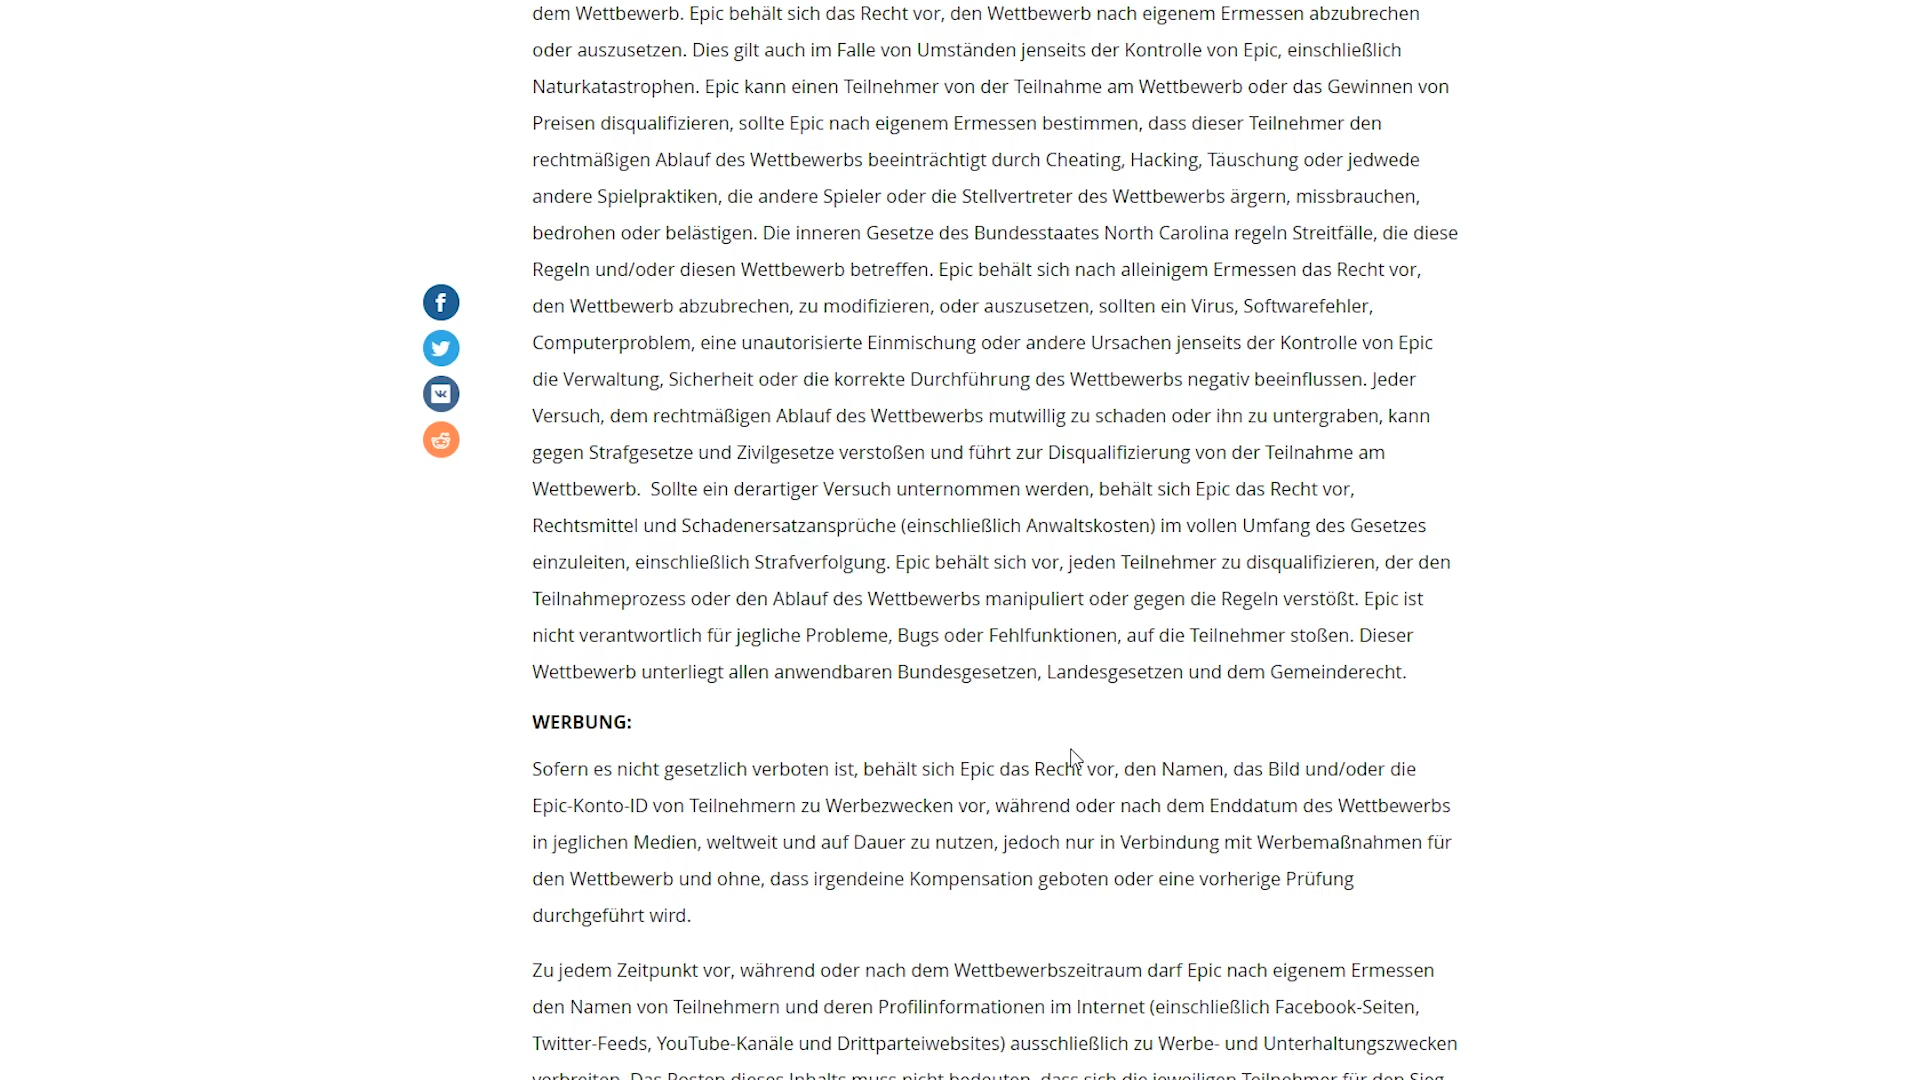 dem Wettbewerb. Epic behält sich das Recht vor, den Wettbewerb nach eigenem Ermessen abzubrechen
oder auszusetzen. Dies gilt auch im Falle von Umständen jenseits der Kontrolle von Epic, einschließlich
Naturkatastrophen. Epic kann einen Teilnehmer von der Teilnahme am Wettbewerb oder das Gewinnen von
Preisen disqualifizieren, sollte Epic nach eigenem Ermessen bestimmen, dass dieser Teilnehmer den
rechtmäßigen Ablauf des Wettbewerbs beeinträchtigt durch Cheating, Hacking, Täuschung oder jedwede
andere Spielpraktiken, die andere Spieler oder die Stellvertreter des Wettbewerbs ärgern, missbrauchen,
bedrohen oder belästigen. Die inneren Gesetze des Bundesstaates North Carolina regeln Streitfälle, die diese
Regeln und/oder diesen Wettbewerb betreffen. Epic behält sich nach alleinigem Ermessen das Recht vor,
den Wettbewerb abzubrechen, zu modifizieren, oder auszusetzen, sollten ein Virus, Softwarefehler,
Computerproblem, eine unautorisierte Einmischung oder andere Ursachen jenseits der Kontrolle von Epic
die Verwaltung, Sicherheit oder die korrekte Durchführung des Wettbewerbs negativ beeinflussen. Jeder
Versuch, dem rechtmäßigen Ablauf des Wettbewerbs mutwillig zu schaden oder ihn zu untergraben, kann
gegen Strafgesetze und Zivilgesetze verstoßen und führt zur Disqualifizierung von der Teilnahme am
Wettbewerb.  Sollte ein derartiger Versuch unternommen werden, behält sich Epic das Recht vor,
Rechtsmittel und Schadenersatzansprüche (einschließlich Anwaltskosten) im vollen Umfang des Gesetzes
einzuleiten, einschließlich Strafverfolgung. Epic behält sich vor, jeden Teilnehmer zu disqualifizieren, der den
Teilnahmeprozess oder den Ablauf des Wettbewerbs manipuliert oder gegen die Regeln verstößt. Epic ist
nicht verantwortlich für jegliche Probleme, Bugs oder Fehlfunktionen, auf die Teilnehmer stoßen. Dieser
Wettbewerb unterliegt allen anwendbaren Bundesgesetzen, Landesgesetzen und dem Gemeinderecht.
WERBUNG:
Sofern es nicht gesetzlich verboten ist, behält sich Epic das Recht vor, den Namen, das Bild und/oder die
Epic-Konto-ID von Teilnehmern zu Werbezwecken vor, während oder nach dem Enddatum des Wettbewerbs
in jeglichen Medien, weltweit und auf Dauer zu nutzen, jedoch nur in Verbindung mit Werbemaßnahmen für
den Wettbewerb und ohne, dass irgendeine Kompensation geboten oder eine vorherige Prüfung
durchgeführt wird.
Zu jedem Zeitpunkt vor, während oder nach dem Wettbewerbszeitraum darf Epic nach eigenem Ermessen
den Namen von Teilnehmern und deren Profilinformationen im Internet (einschließlich Facebook-Seiten,
Twitter-Feeds, YouTube-Kanäle und Drittparteiwebsites) ausschließlich zu Werbe- und Unterhaltungszwecken
verbreiten. Das Posten dieses Inhalts muss nicht bedeuten, dass sich die jeweiligen Teilnehmer für den Sieg